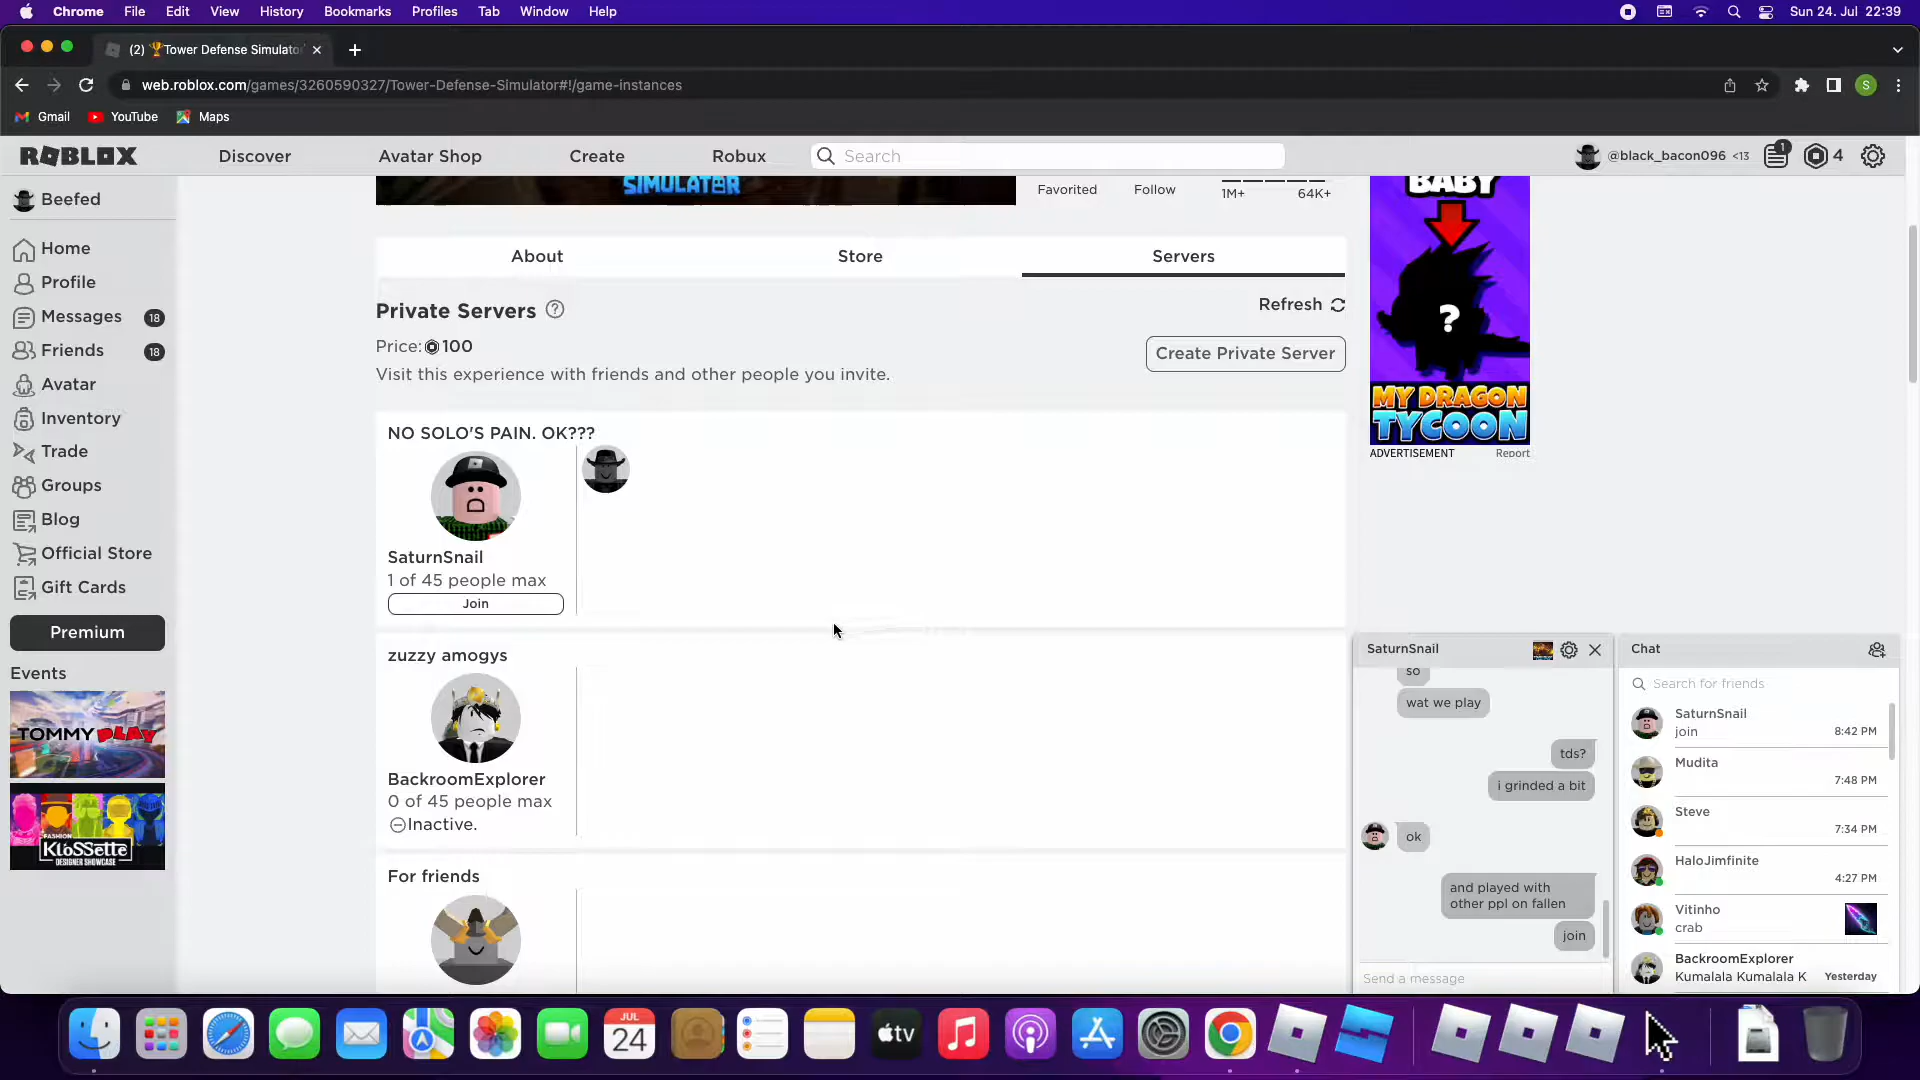 Chrome File Edit View History Bookmarks Profiles Tab Window Help Sun 24. Jul 22:39
(2) 🏆Tower Defense Simulato
web.roblox.com/games/3260590327/Tower-Defense-Simulator#!/game-instances
S
Gmail YouTube Maps
ROBLOX Discover Avatar Shop Create Robux Search @black_bacon096 <13 1 4
SIMULATOR
Favorited Follow 1M+ 64K+
Beefed
Home
Profile
Messages 18
Friends 18
Avatar
Inventory
Trade
Groups
Blog
Official Store
Gift Cards
Premium
Events
TOMMY PLAY
FASHION
KLOSSETTE
DESIGNER SHOWCASE
About Store Servers
Private Servers ?
Refresh
Price: 100
Create Private Server
Visit this experience with friends and other people you invite.
NO SOLO'S PAIN. OK???
SaturnSnail
1 of 45 people max
Join
zuzzy amogys
BackroomExplorer
0 of 45 people max
Inactive.
For friends
BABY
?
MY DRAGON
TYCOON
ADVERTISEMENT Report
SaturnSnail
so
wat we play
tds?
i grinded a bit
ok
and played with
other ppl on fallen
join
Send a message
Chat
Search for friends
SaturnSnail
join 8:42 PM
Mudita
7:48 PM
Steve
7:34 PM
HaloJimfinite
4:27 PM
Vitinho
crab
BackroomExplorer
Kumalala Kumalala K Yesterday
JUL
24
tv